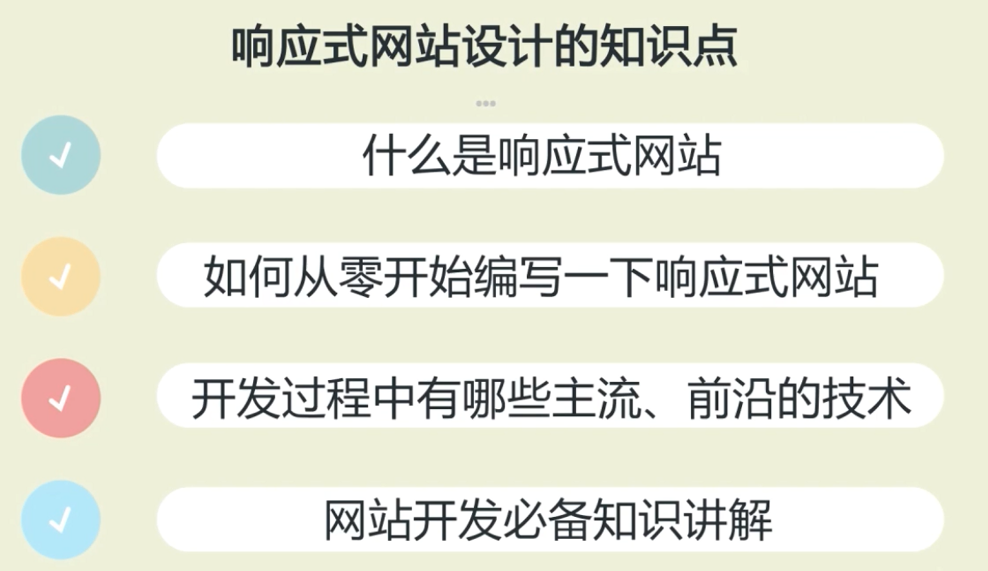 响应式网站设计的知识点
什么是响应式网站
如何从零开始编写一下响应式网站
开发过程中有哪些主流、前沿的技术
网站开发必备知识讲解